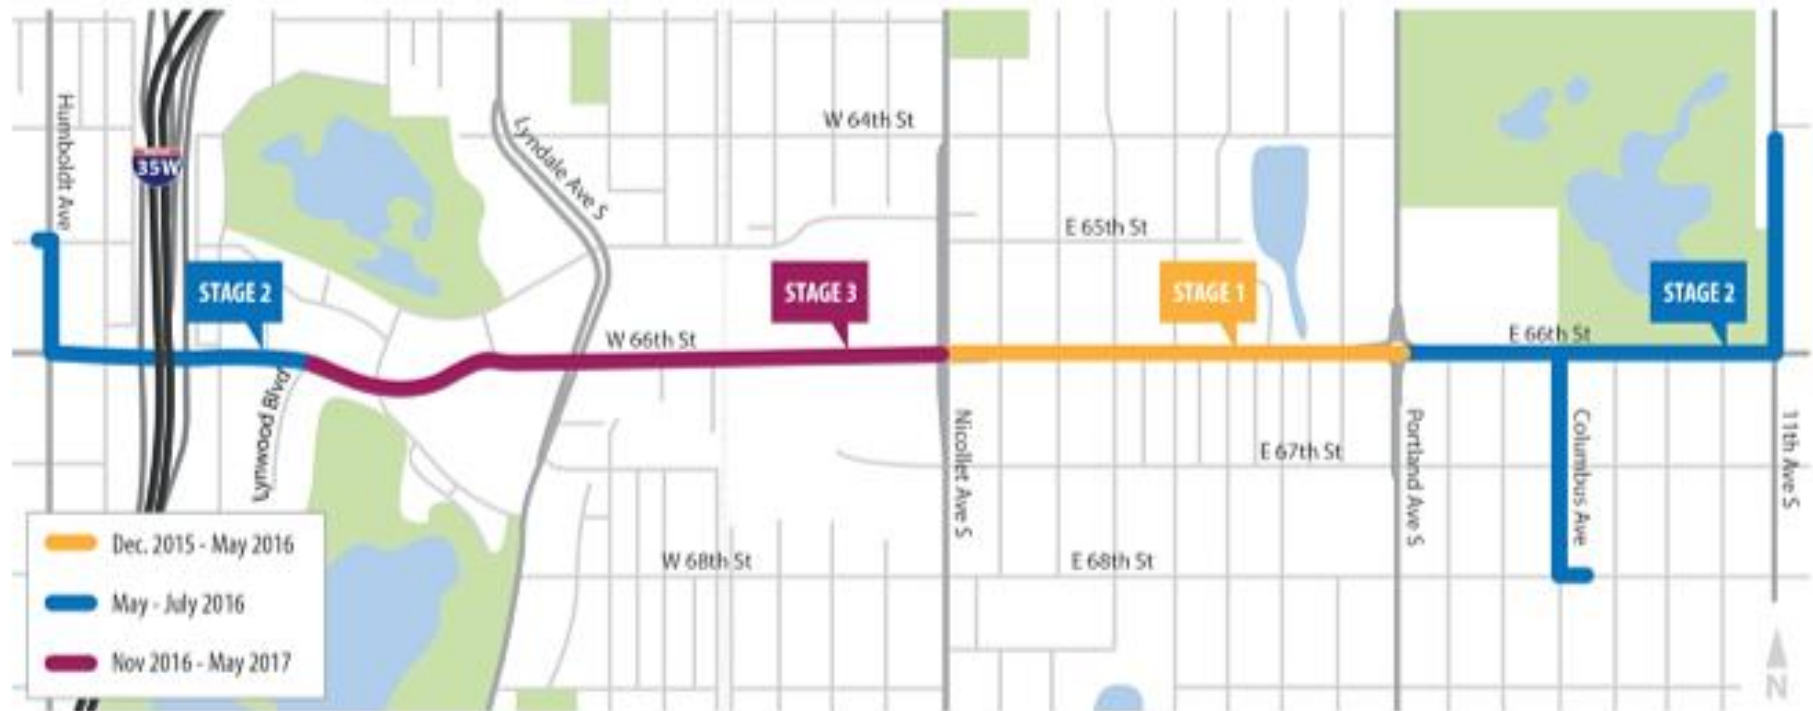 Humboldt Ave
35W
Lyndale Ave S
W 64th St
E 65th St
STAGE 2
STAGE 3
STAGE 1
STAGE 2
W 66th St
E 66th St
Lynwood Blvd
Nicollet Ave S
Portland Ave S
Columbus Ave
11th Ave S
E 67th St
W 68th St
E 68th St
Dec. 2015 - May 2016
May - July 2016
Nov 2016 - May 2017
N